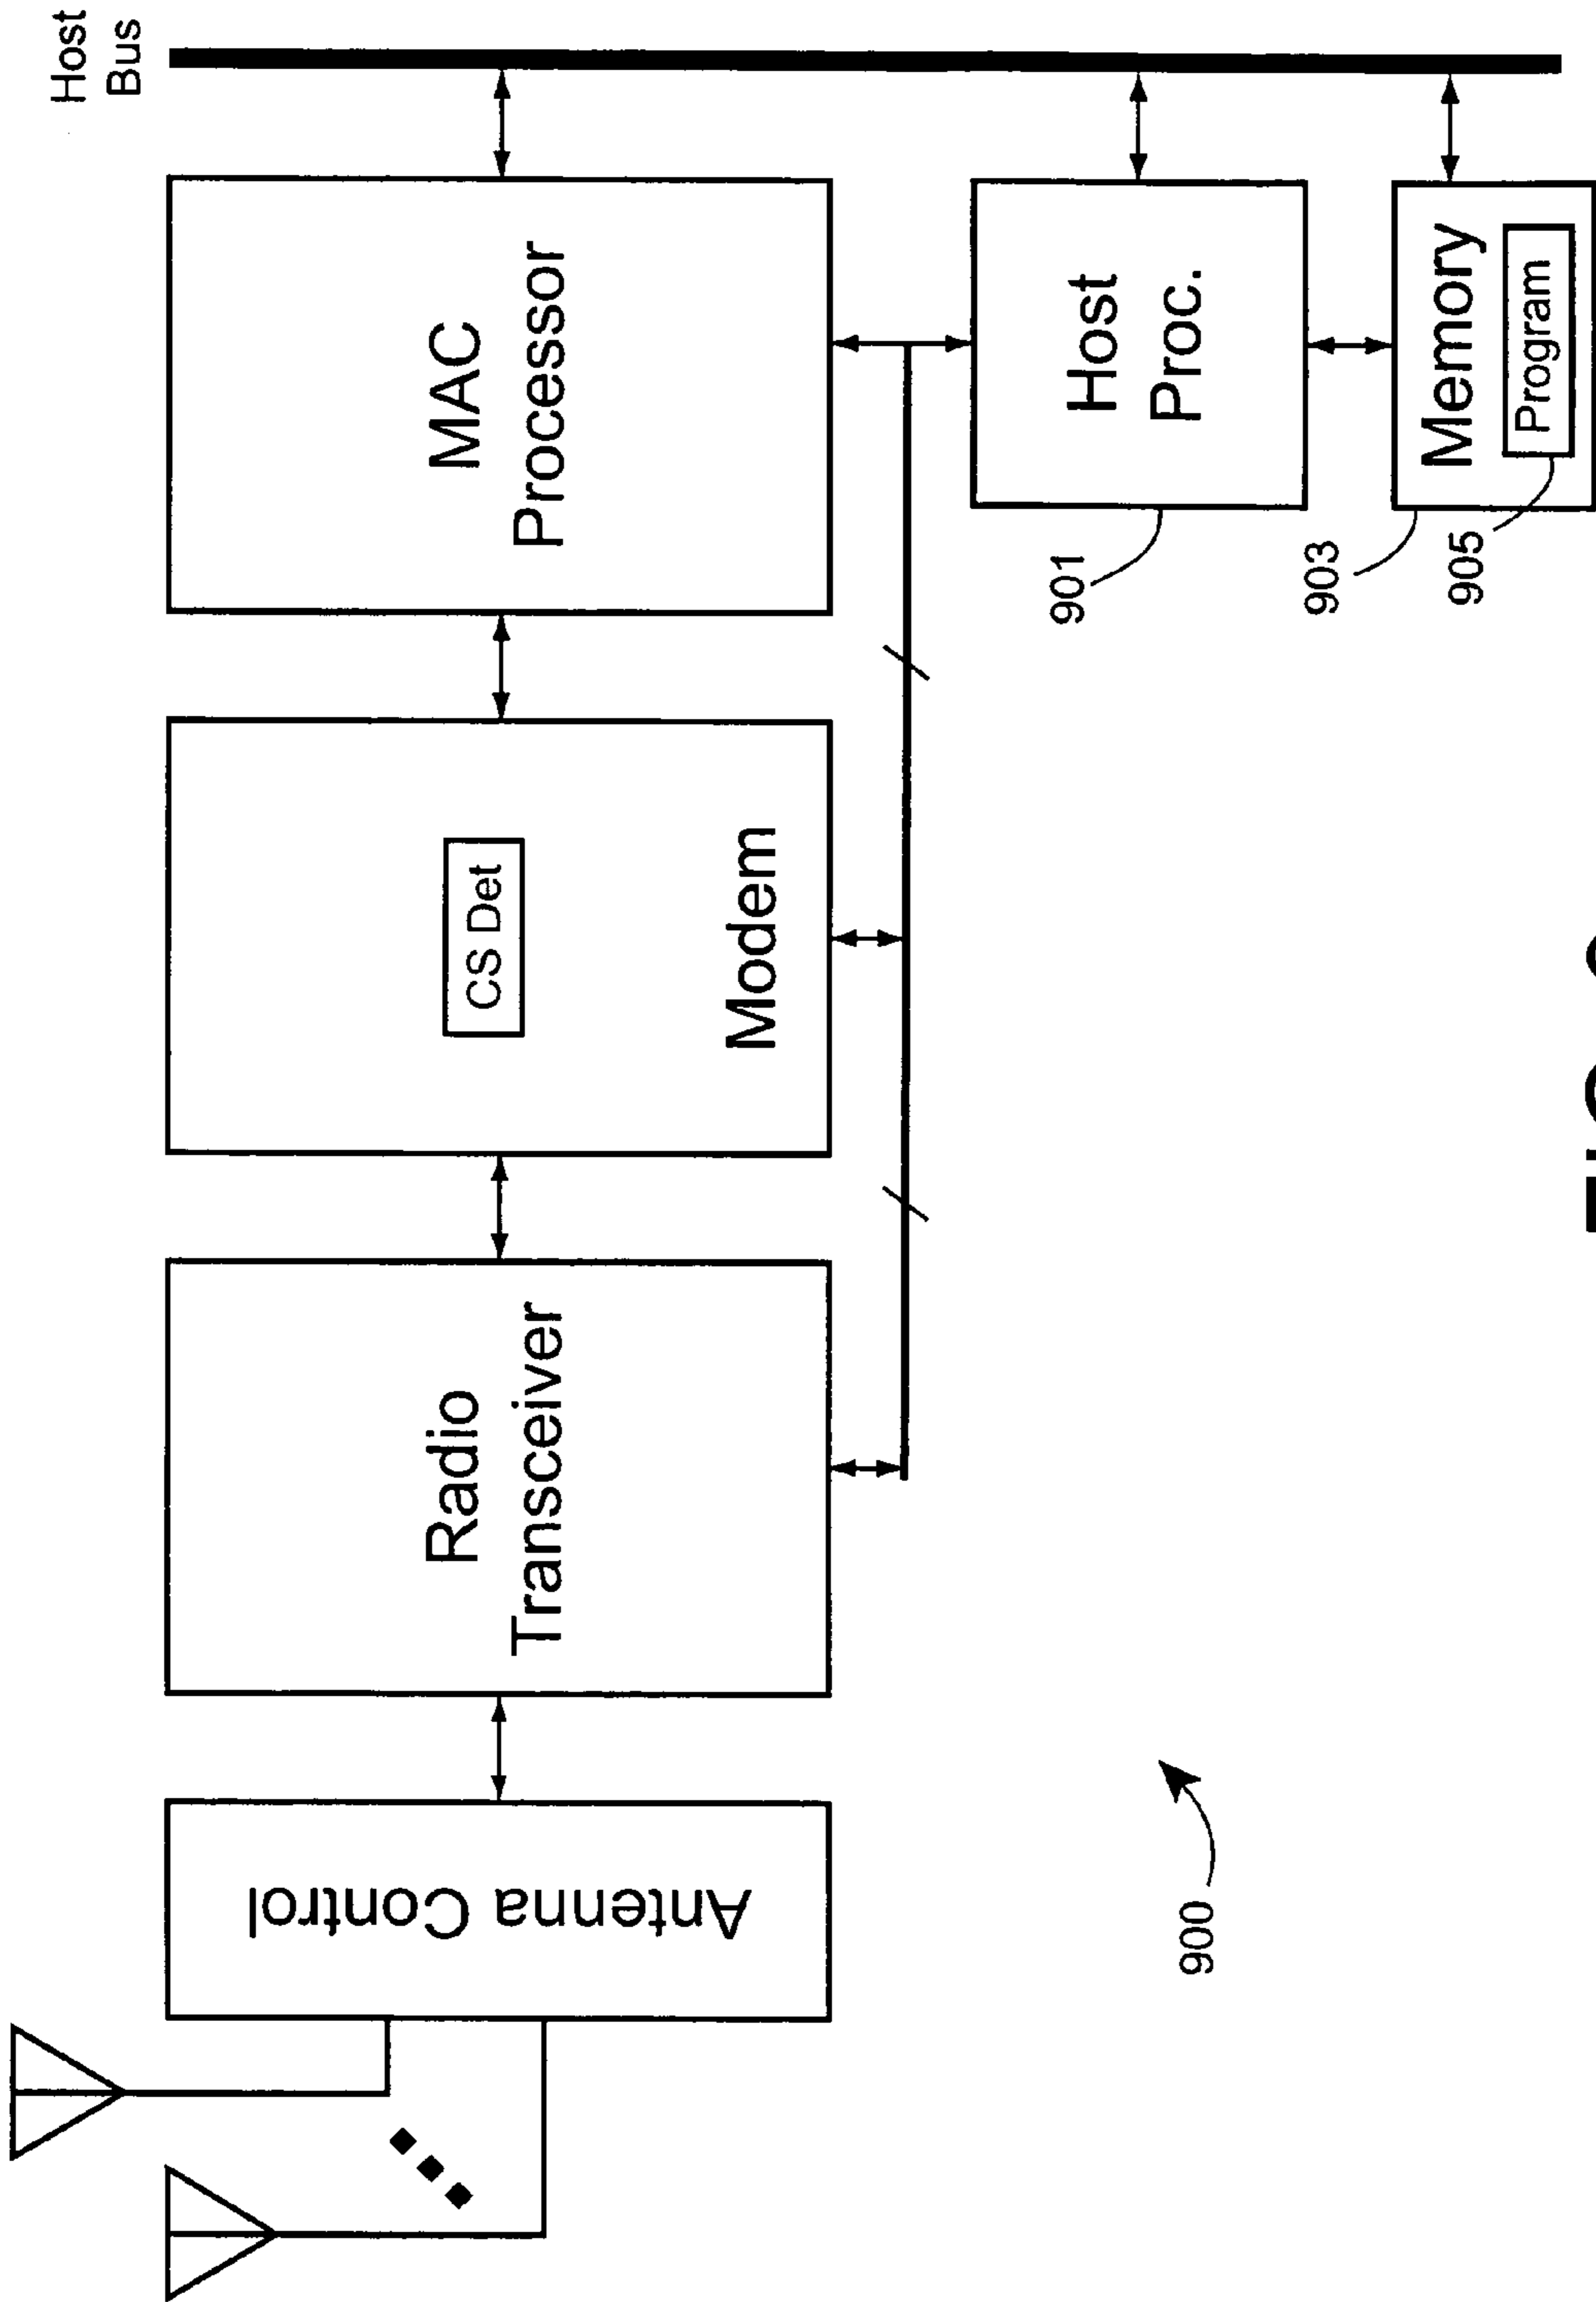 Host
Bus
Antenna Control
Radio
Transceiver
CS Det
Modem
MAC
Processor
Host
Proc.
901
Memory
Program
903
905
900